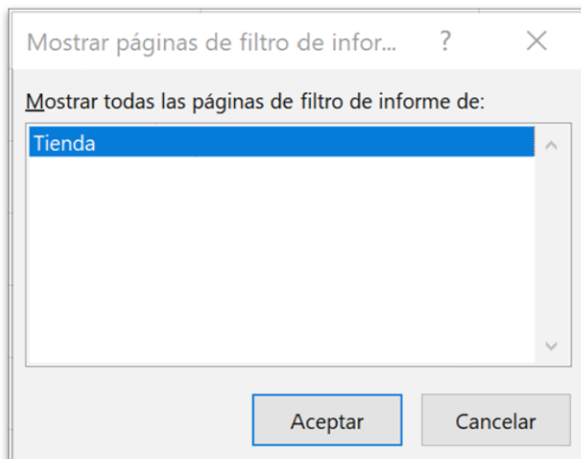 Mostrar páginas de filtro de infor... ? ×
Mostrar todas las páginas de filtro de informe de:
Tienda
Aceptar Cancelar